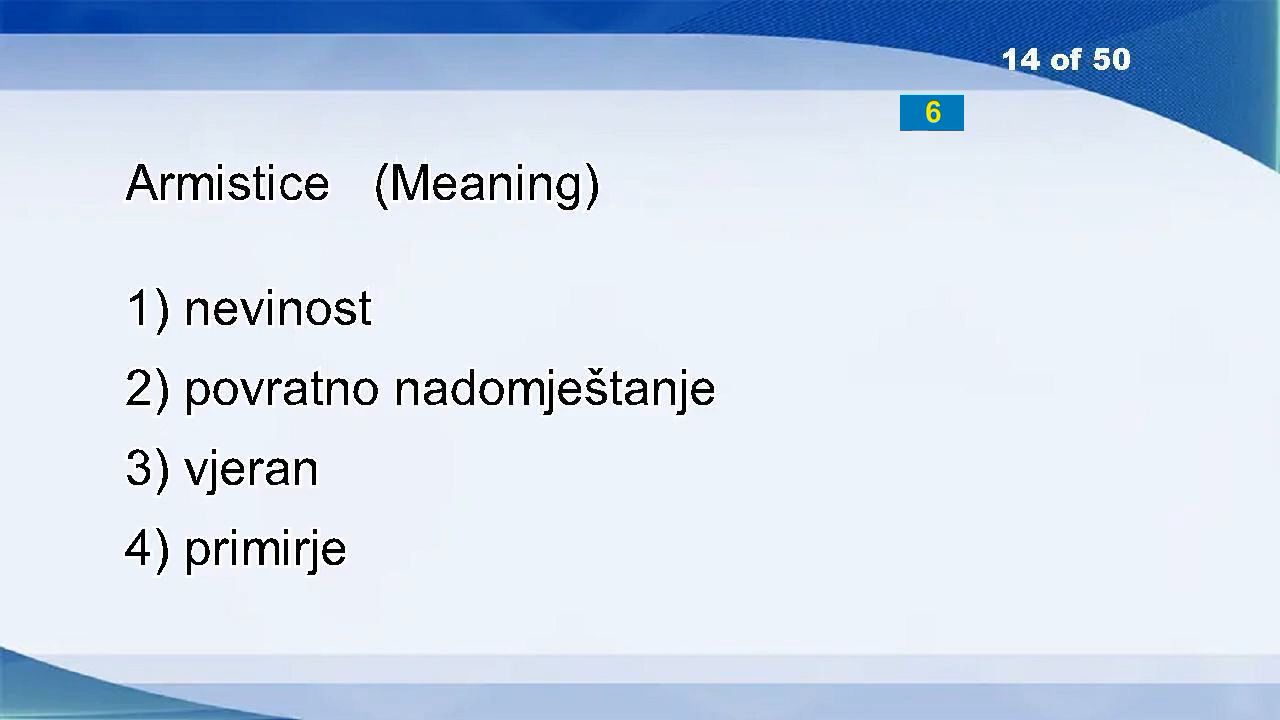 14 of 50
6
Armistice (Meaning)
1) nevinost
2) povratno nadomještanje
3) vjeran
4) primirje